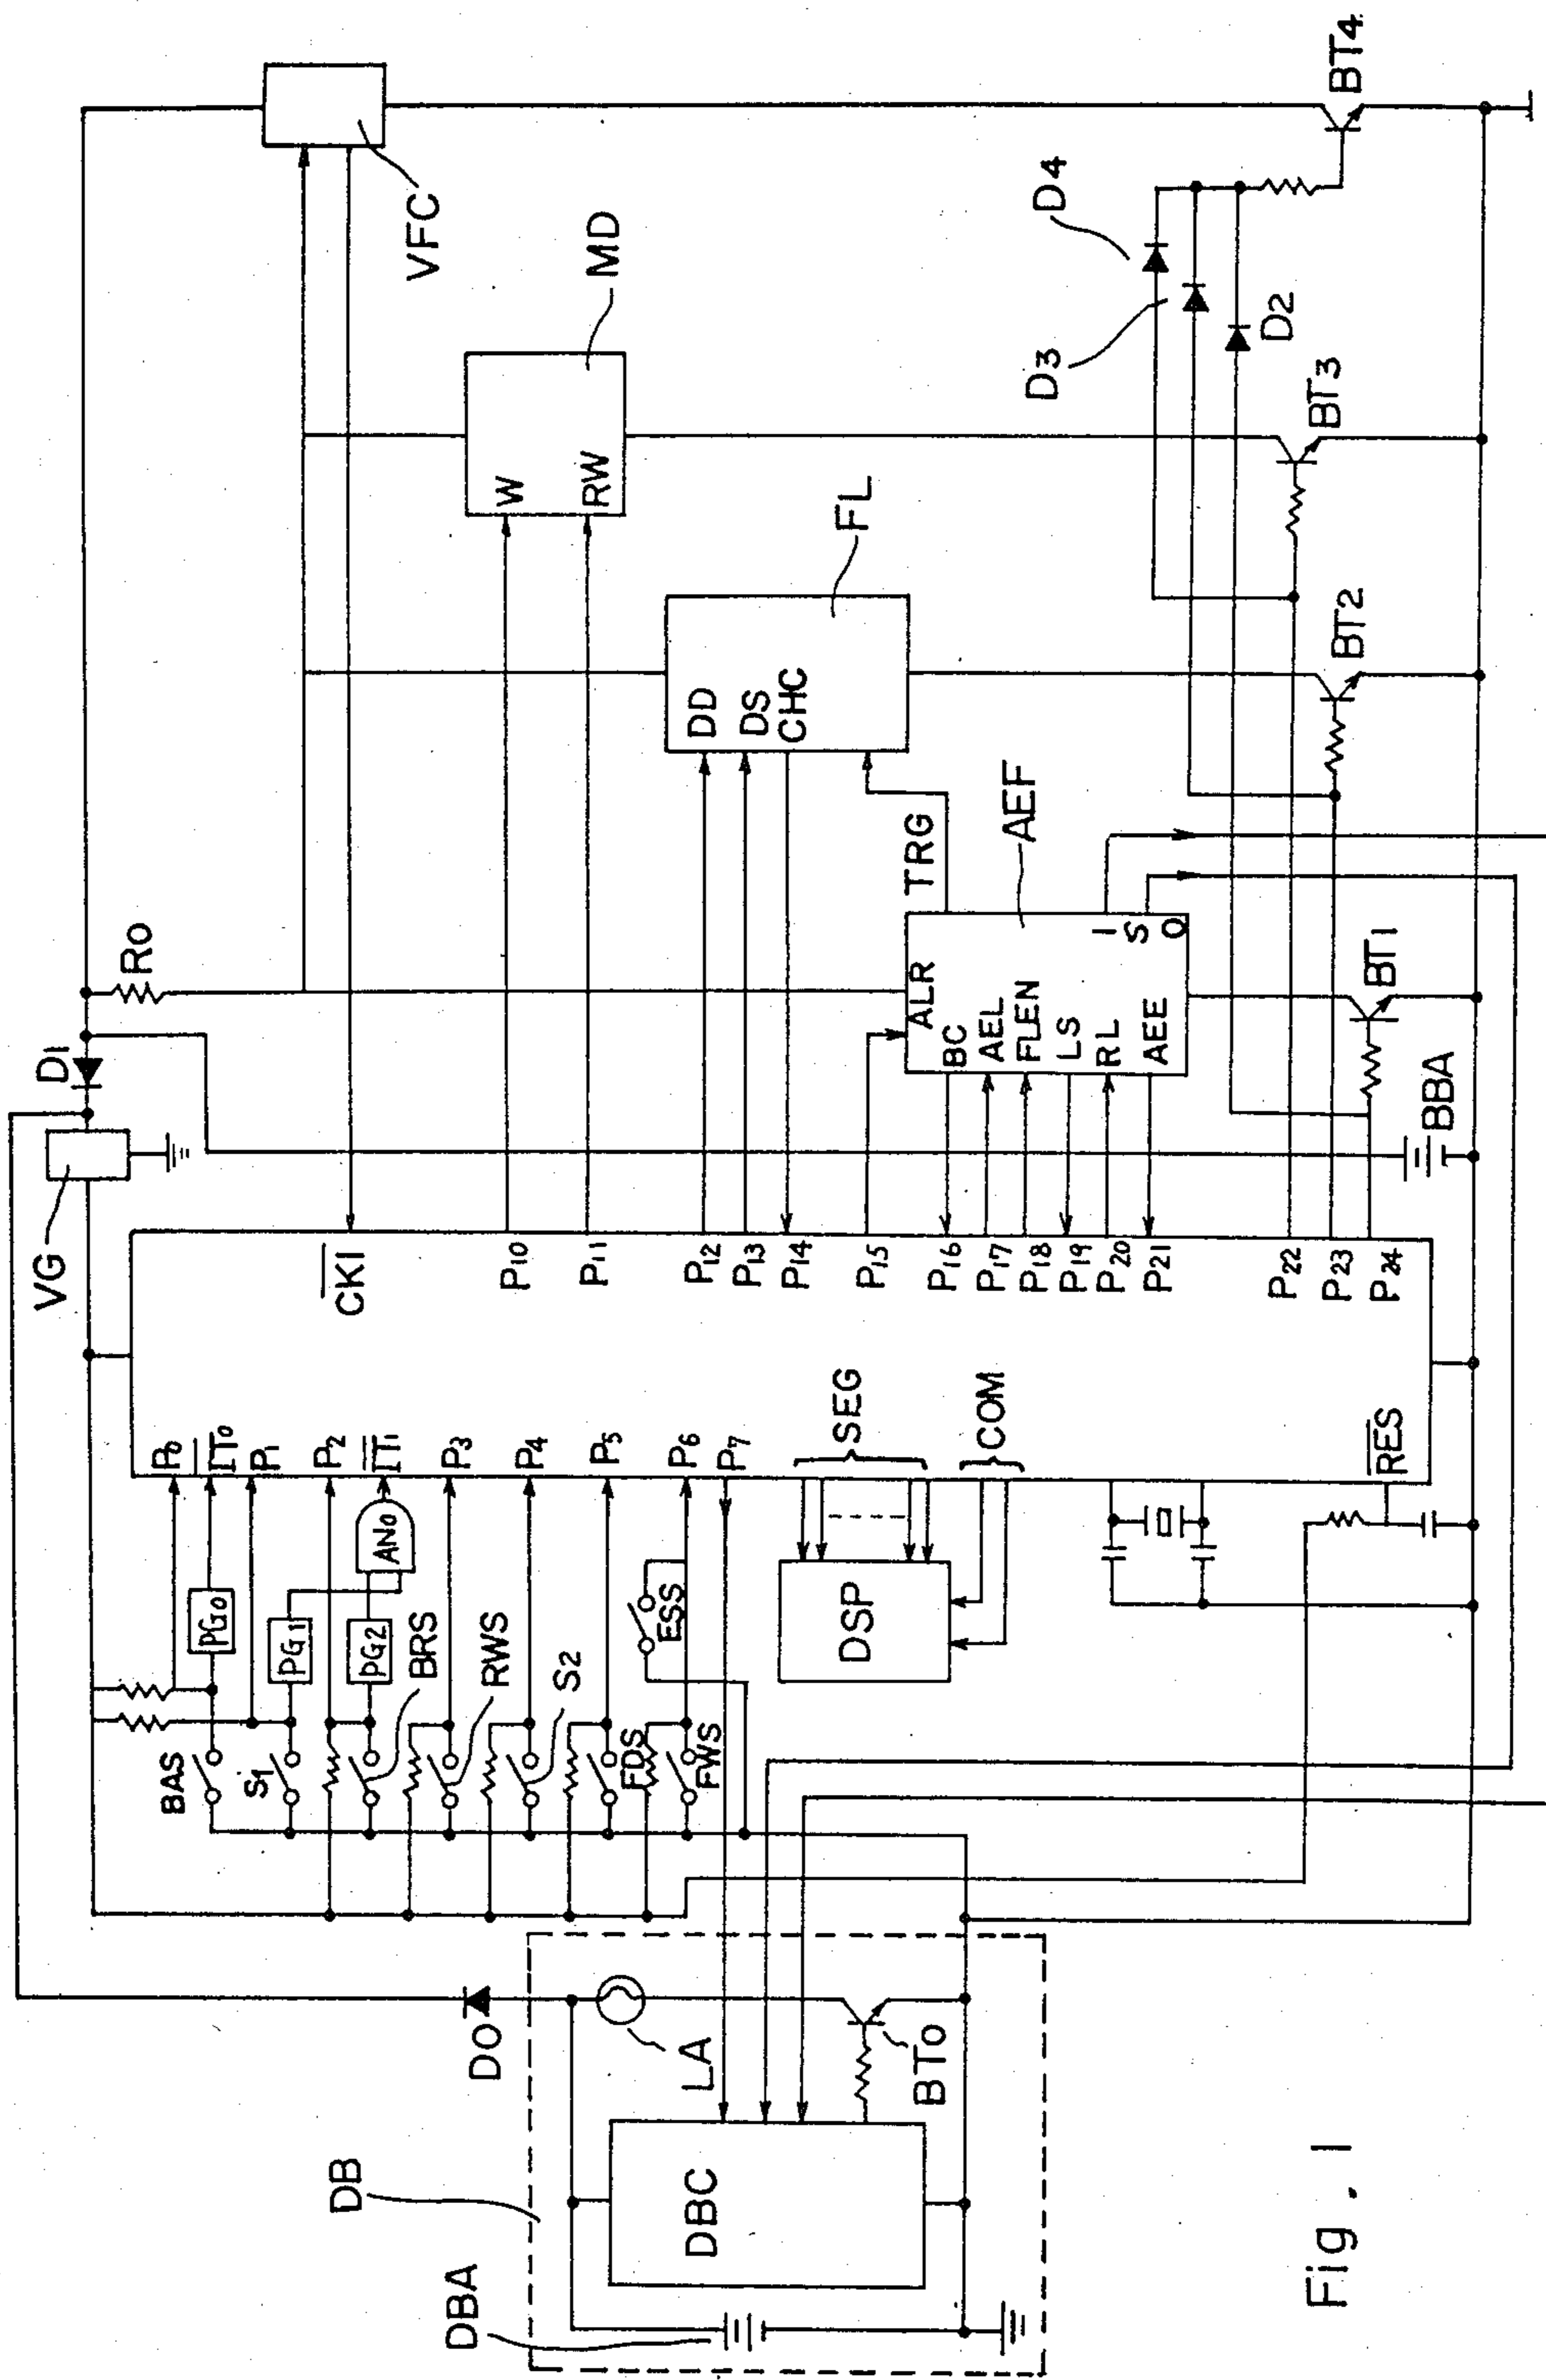 VG
D1
R0
VFC
MD
W
RW
FL
DD
DS
CHC
TRG
AEF
ALR
BC
AEL
FLEN
LS
RL
AEE
I
S
O
D4
D3
D2
BT4
BT3
BT2
BT1
BBA
CKI
P10
P11
P12
P13
P14
P15
P16
P17
P18
P19
P20
P21
P22
P23
P24
P0
IT0
P1
P2
IT1
P3
P4
P5
P6
P7
SEG
COM
RES
PG0
PG1
PG2
AN0
BAS
S1
BRS
RWS
S2
FDS
FWS
ESS
DSP
D0
LA
BT0
DB
DBC
DBA
Fig. 1